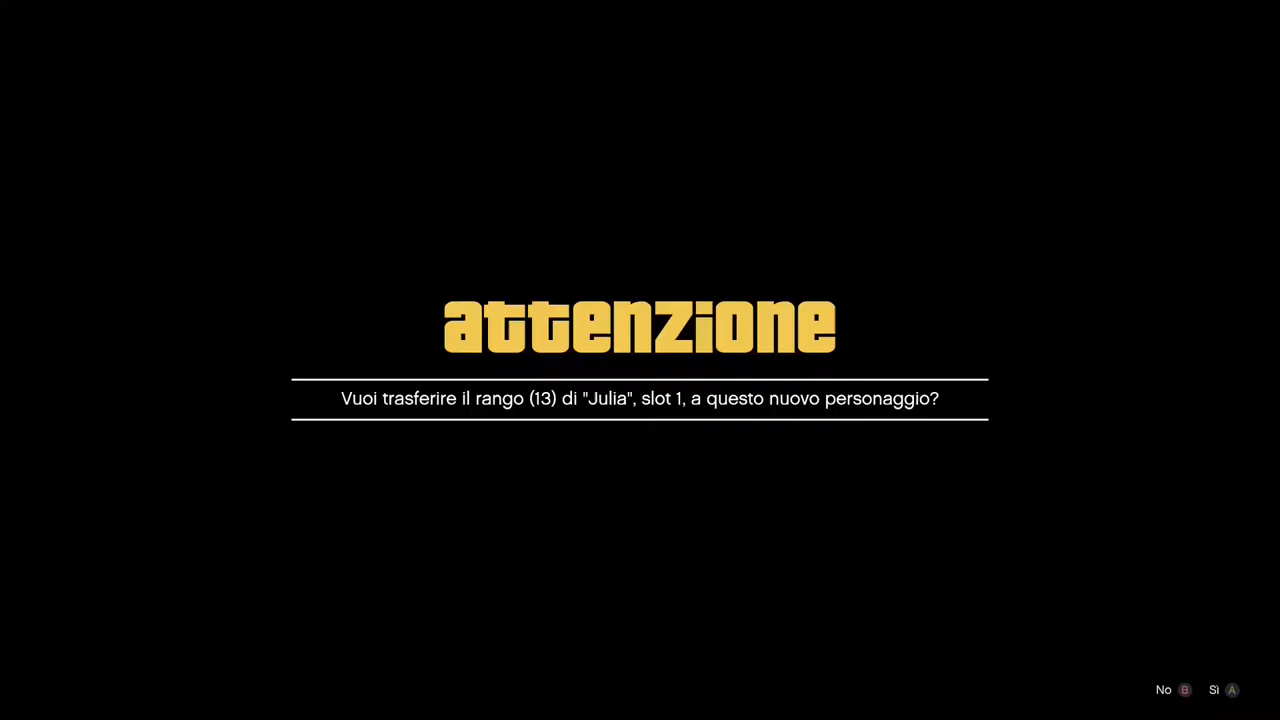 attenzione
Vuoi trasferire il rango (13) di "Julia", slot 1, a questo nuovo personaggio?
No B Sì A